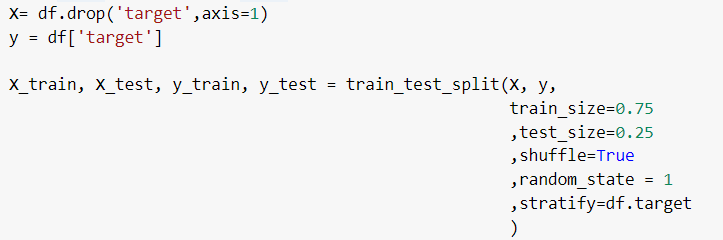 X= df.drop('target',axis=1)
y = df['target']
X_train, X_test, y_train, y_test = train_test_split(X, y,
train_size=0.75
,test_size=0.25
,shuffle=True
,random_state = 1
,stratify=df.target
)